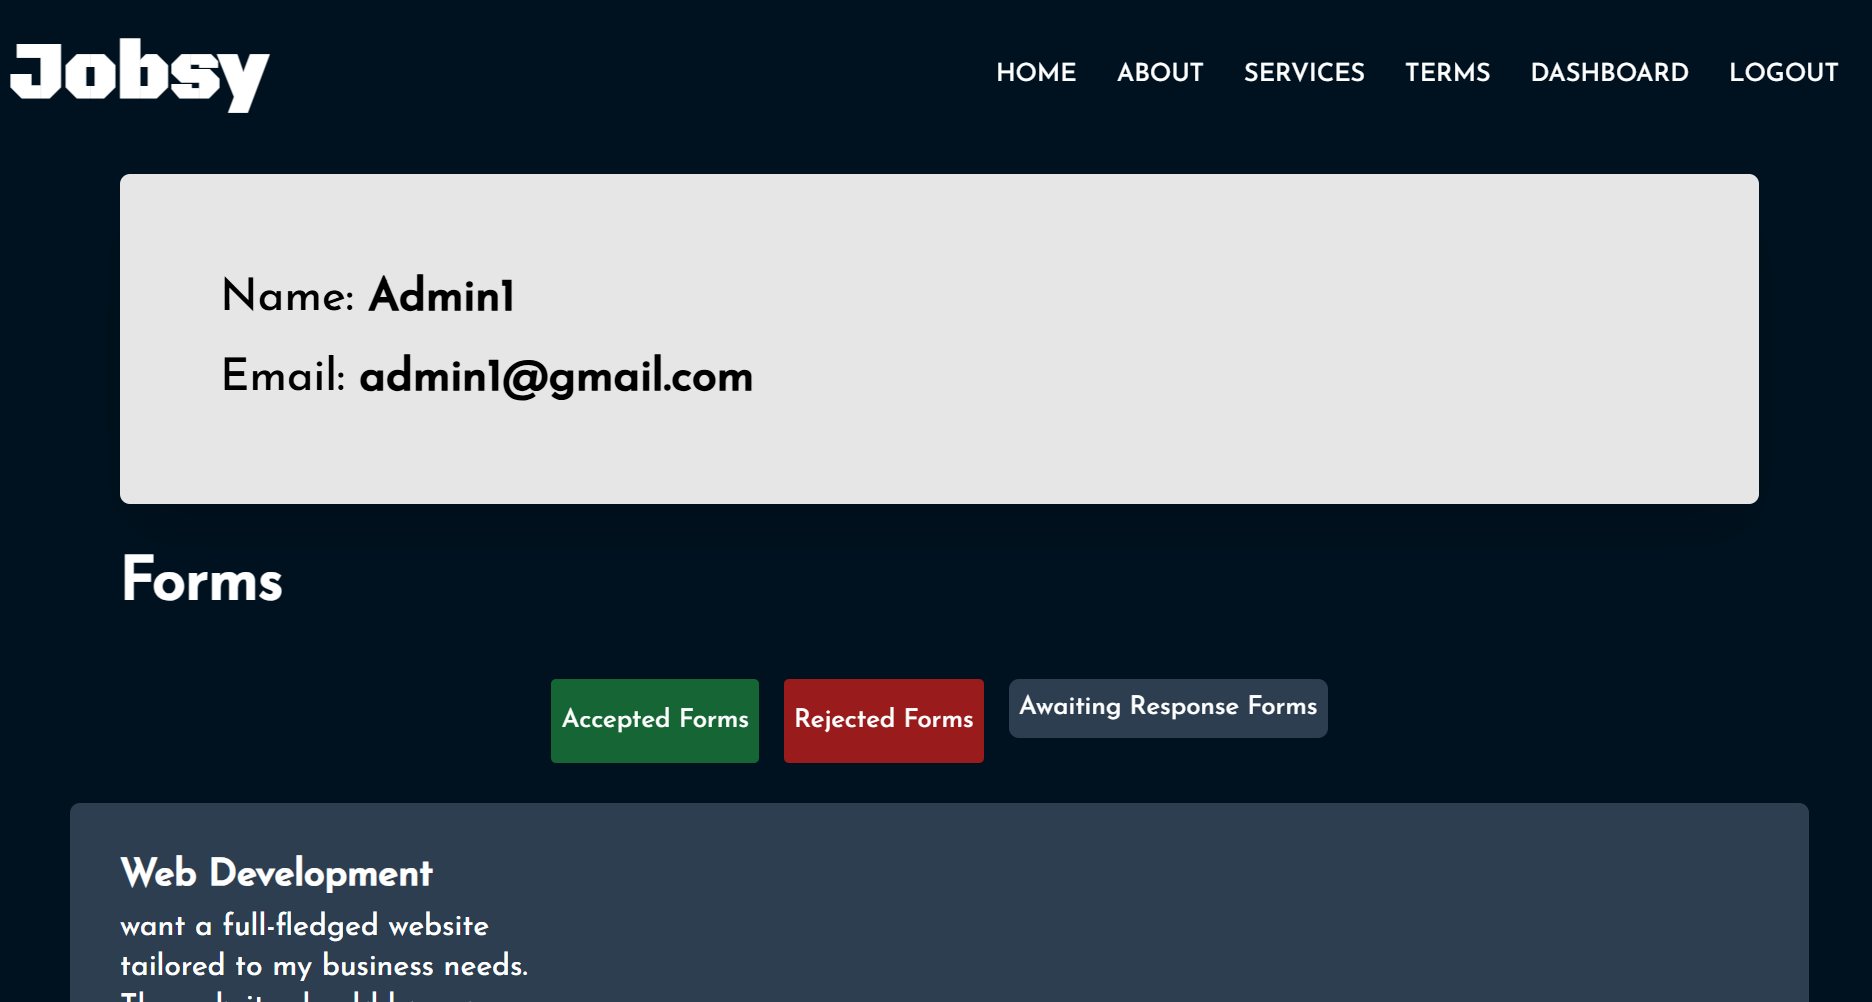 Jobsy
HOME ABOUT SERVICES TERMS DASHBOARD LOGOUT
Name: Admin1
Email: admin1@gmail.com
Forms
Accepted Forms Rejected Forms Awaiting Response Forms
Web Development
want a full-fledged website
tailored to my business needs.